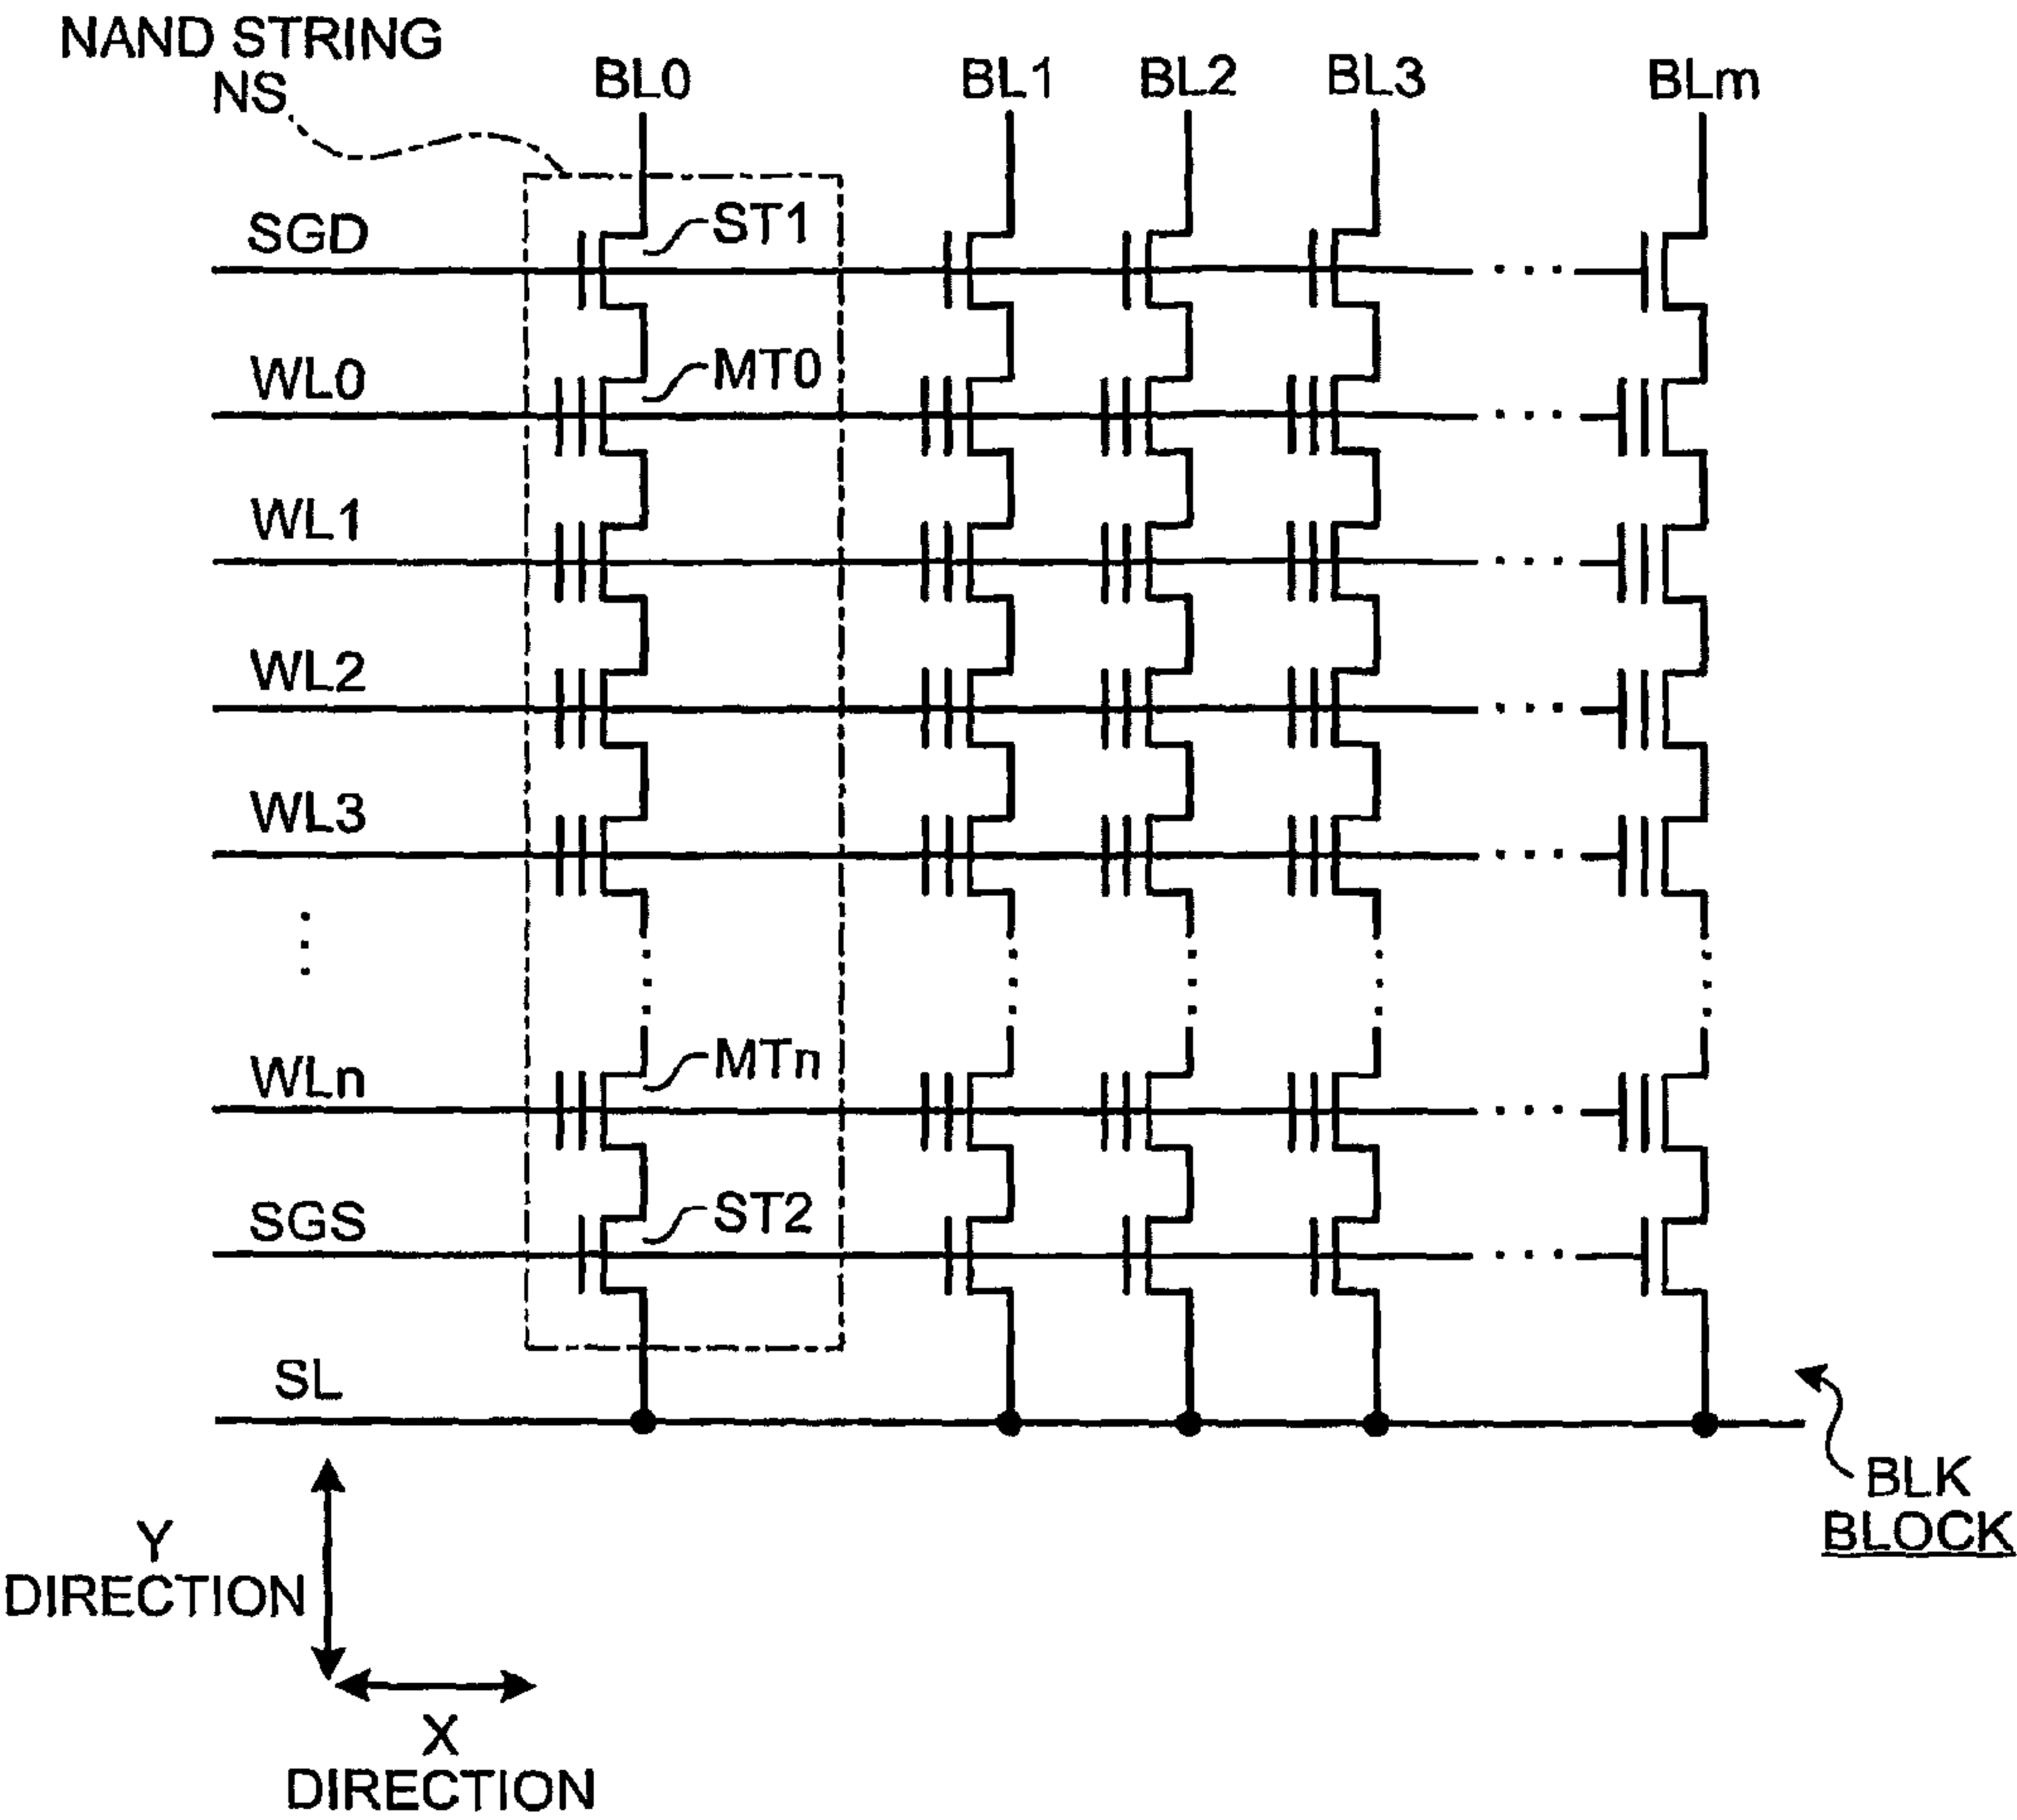 NAND STRING
NS
BL0
BL1
BL2
BL3
BLm
SGD
ST1
WL0
MT0
WL1
WL2
WL3
WLn
MTn
SGS
ST2
SL
BLK
BLOCK
Y
DIRECTION
X
DIRECTION